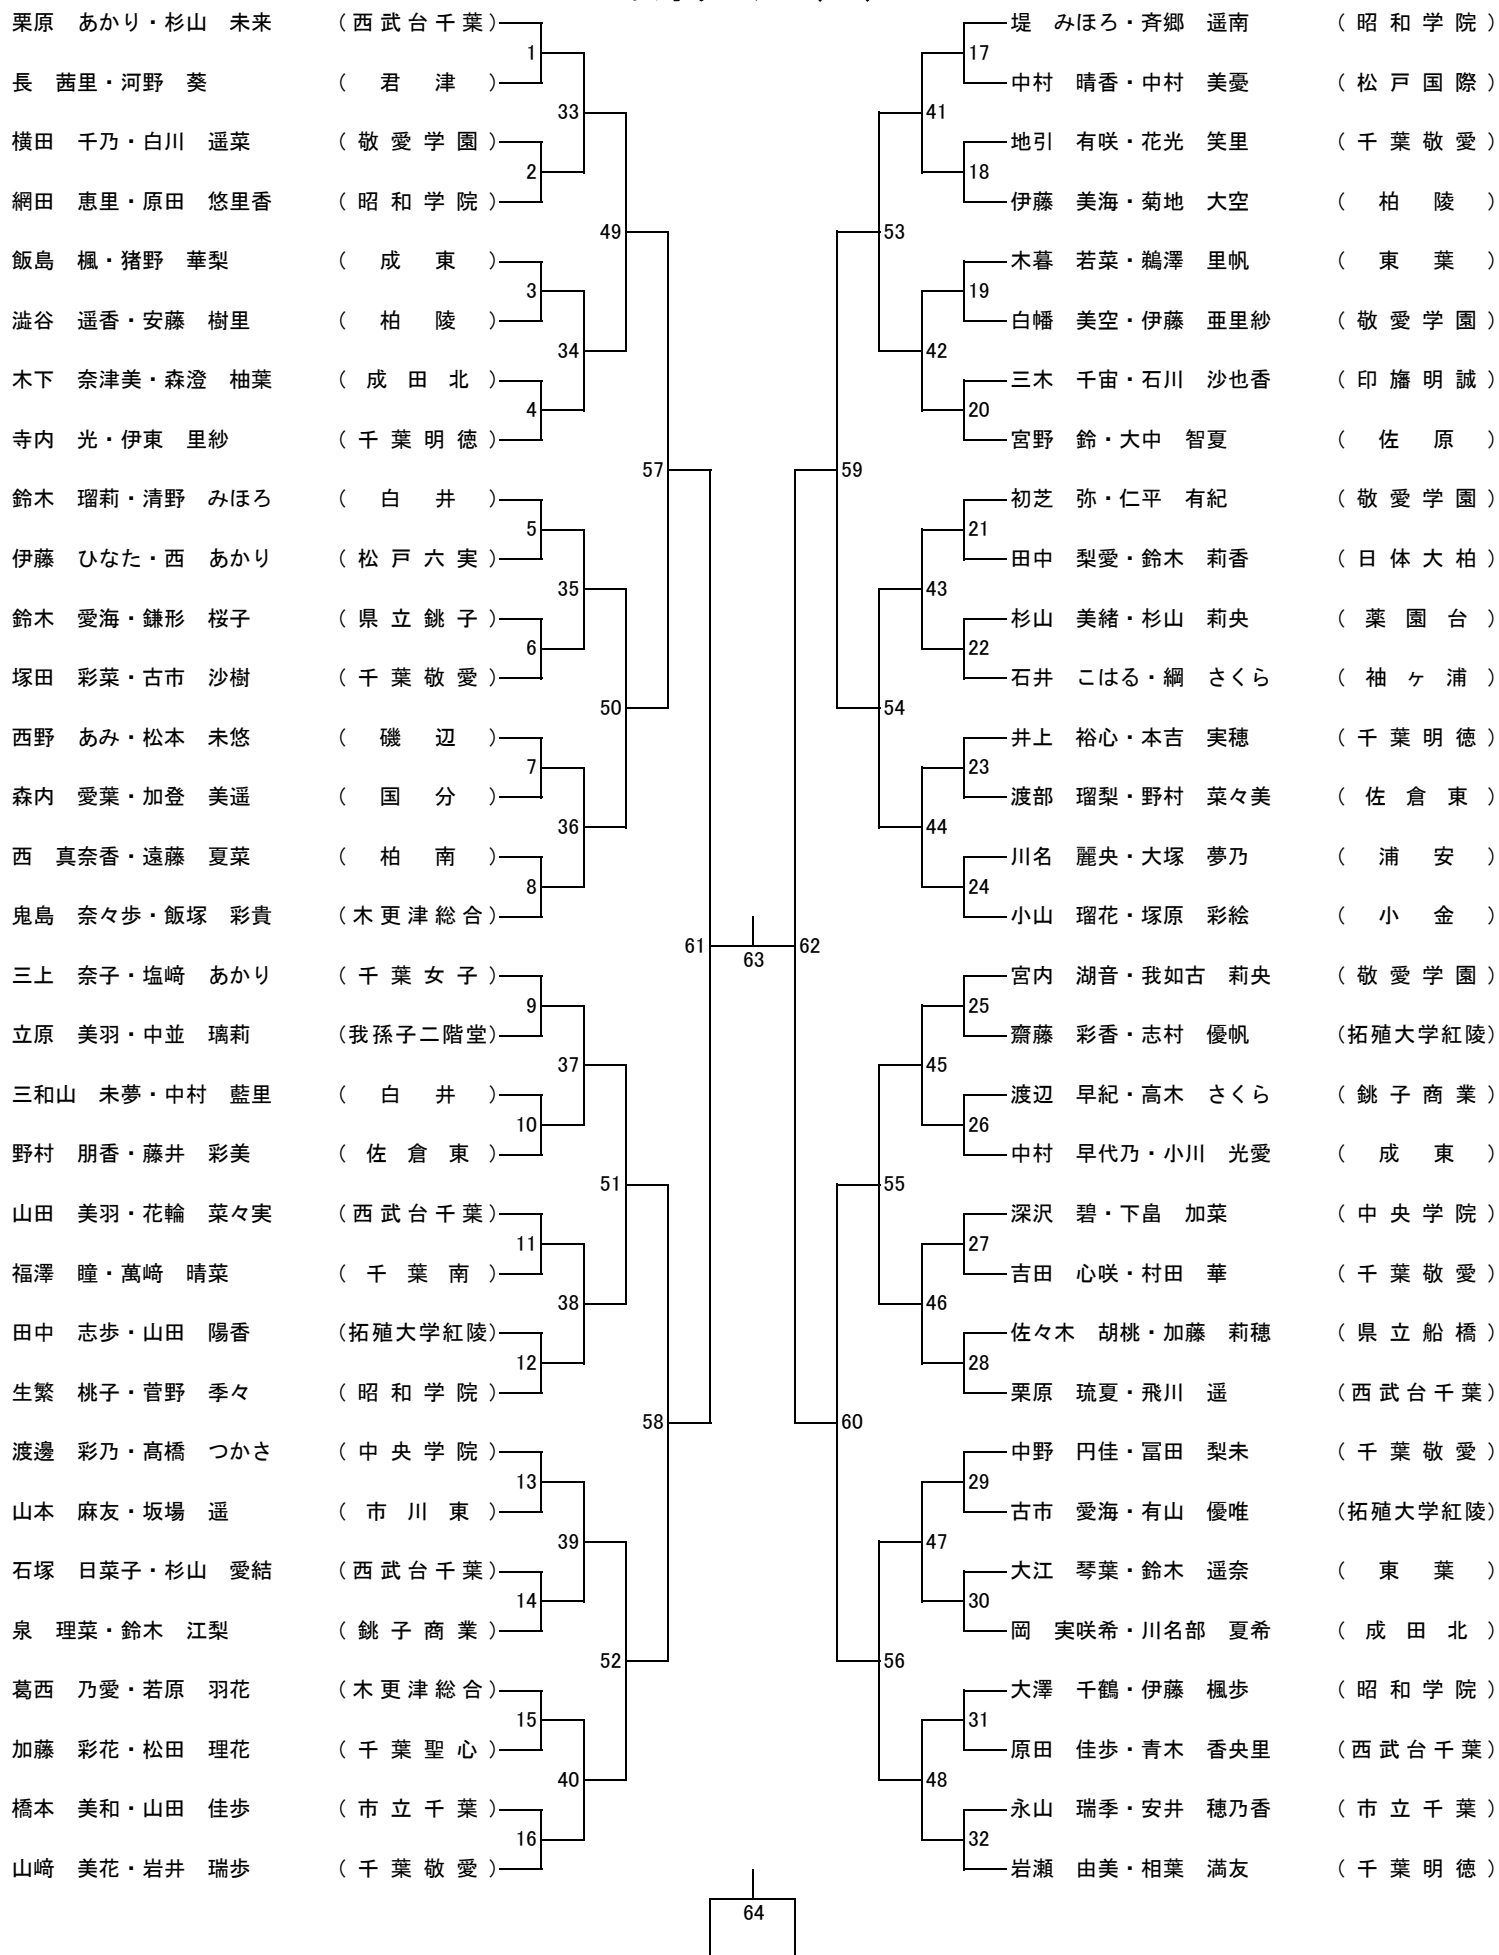 栗原　あかり・杉山　未来　（西武台千葉）
1
長　茜里・河野　葵　（君津）
33
横田　千乃・白川　遥菜　（敬愛学園）
2
網田　恵里・原田　悠里香　（昭和学院）
49
飯島　楓・猪野　華梨　（成東）
3
澁谷　遥香・安藤　樹里　（柏陵）
34
木下　奈津美・森澄　柚葉　（成田北）
4
寺内　光・伊東　里紗　（千葉明徳）
57
鈴木　瑠莉・清野　みほろ　（白井）
5
伊藤　ひなた・西　あかり　（松戸六実）
35
鈴木　愛海・鎌形　桜子　（県立銚子）
6
塚田　彩菜・古市　沙樹　（千葉敬愛）
50
西野　あみ・松本　未悠　（磯辺）
7
森内　愛葉・加登　美遥　（国分）
36
西　真奈香・遠藤　夏菜　（柏南）
8
鬼島　奈々歩・飯塚　彩貴　（木更津総合）
61
三上　奈子・塩﨑　あかり　（千葉女子）
9
立原　美羽・中並　璃莉　（我孫子二階堂）
37
三和山　未夢・中村　藍里　（白井）
10
野村　朋香・藤井　彩美　（佐倉東）
51
山田　美羽・花輪　菜々実　（西武台千葉）
11
福澤　瞳・萬﨑　晴菜　（千葉南）
38
田中　志歩・山田　陽香　（拓殖大学紅陵）
12
生繁　桃子・菅野　季々　（昭和学院）
58
渡邊　彩乃・髙橋　つかさ　（中央学院）
13
山本　麻友・坂場　遥　（市川東）
39
石塚　日菜子・杉山　愛結　（西武台千葉）
14
泉　理菜・鈴木　江梨　（銚子商業）
52
葛西　乃愛・若原　羽花　（木更津総合）
15
加藤　彩花・松田　理花　（千葉聖心）
40
橋本　美和・山田　佳歩　（市立千葉）
16
山﨑　美花・岩井　瑞歩　（千葉敬愛）
63
堤　みほろ・斉郷　遥南　（昭和学院）
17
中村　晴香・中村　美憂　（松戸国際）
41
地引　有咲・花光　笑里　（千葉敬愛）
18
伊藤　美海・菊地　大空　（柏陵）
53
木暮　若菜・鵜澤　里帆　（東葉）
19
白幡　美空・伊藤　亜里紗　（敬愛学園）
42
三木　千宙・石川　沙也香　（印旛明誠）
20
宮野　鈴・大中　智夏　（佐原）
59
初芝　弥・仁平　有紀　（敬愛学園）
21
田中　梨愛・鈴木　莉香　（日体大柏）
43
杉山　美緒・杉山　莉央　（薬園台）
22
石井　こはる・綱　さくら　（袖ヶ浦）
54
井上　裕心・本吉　実穂　（千葉明徳）
23
渡部　瑠梨・野村　菜々美　（佐倉東）
44
川名　麗央・大塚　夢乃　（浦安）
24
小山　瑠花・塚原　彩絵　（小金）
62
宮内　湖音・我如古　莉央　（敬愛学園）
25
齋藤　彩香・志村　優帆　（拓殖大学紅陵）
45
渡辺　早紀・高木　さくら　（銚子商業）
26
中村　早代乃・小川　光愛　（成東）
55
深沢　碧・下畠　加菜　（中央学院）
27
吉田　心咲・村田　華　（千葉敬愛）
46
佐々木　胡桃・加藤　莉穂　（県立船橋）
28
栗原　琉夏・飛川　遥　（西武台千葉）
60
中野　円佳・冨田　梨未　（千葉敬愛）
29
古市　愛海・有山　優唯　（拓殖大学紅陵）
47
大江　琴葉・鈴木　遥奈　（東葉）
30
岡　実咲希・川名部　夏希　（成田北）
56
大澤　千鶴・伊藤　楓歩　（昭和学院）
31
原田　佳歩・青木　香央里　（西武台千葉）
48
永山　瑞季・安井　穂乃香　（市立千葉）
32
岩瀬　由美・相葉　満友　（千葉明徳）
64